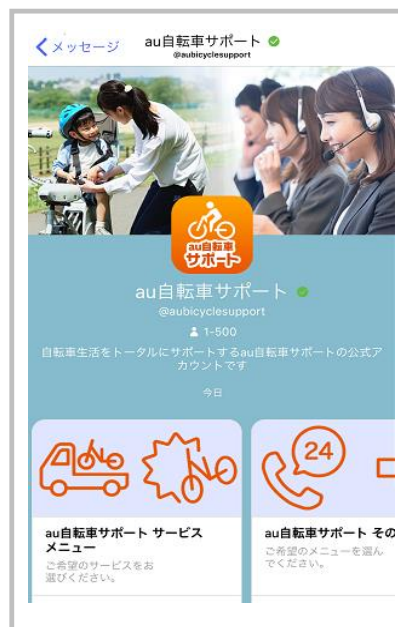 メッセージ
au自転車サポート
@aubicyclesupport
au自転車
サポート
au自転車サポート
@aubicyclesupport
1-500
自転車生活をトータルにサポートするau自転車サポートの公式ア
カウントです
今日
24
au自転車サポート サービス
メニュー
ご希望のサービスをお
選びください。
au自転車サポート その
ご希望のメニューを選ん
でください。